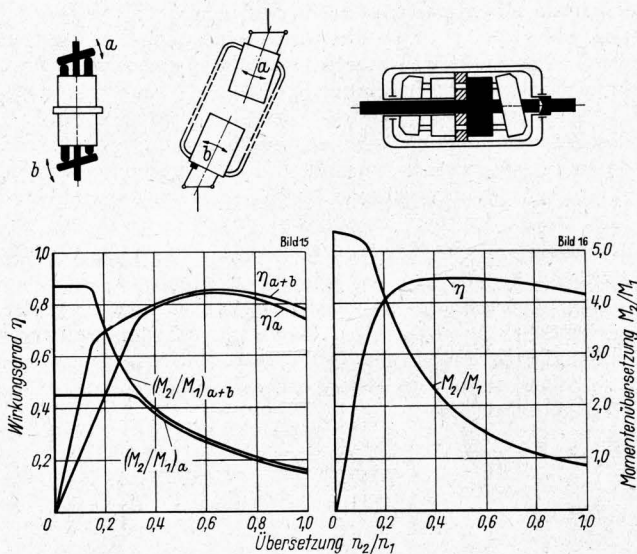 a
b
a
b
Bild 15
Bild 16
1,0
0,8
0,6
0,4
0,2
0
0,2
0,4
0,6
0,8
1,0
Wirkungsgrad η
η a+b
η a
(M₂/M₁)a+b
(M₂/M₁)a
η
M₂/M₁
5,0
4,0
3,0
2,0
1,0
Momentenübersetzung M₂/M₁
0
0,2
0,4
0,6
0,8
1,0
Übersetzung n₂/n₁